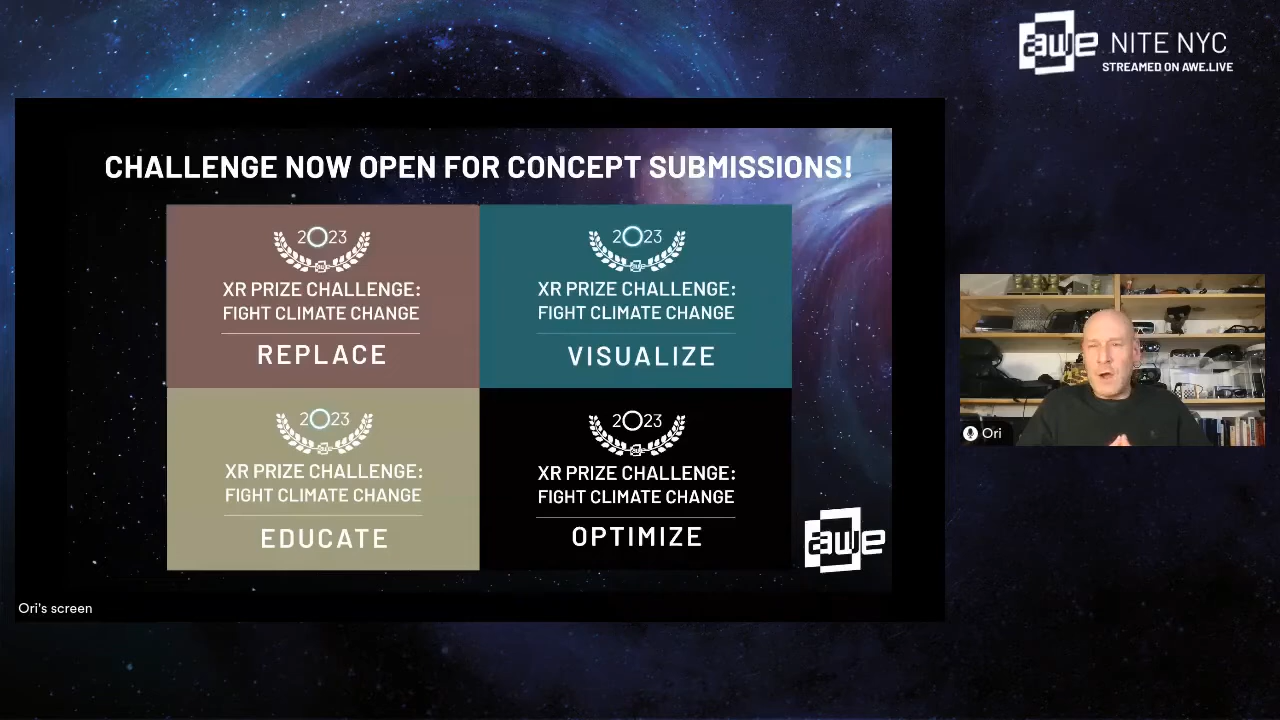 awe NITE NYC
STREAMED ON AWE.LIVE
CHALLENGE NOW OPEN FOR CONCEPT SUBMISSIONS!
2023
XR PRIZE CHALLENGE:
FIGHT CLIMATE CHANGE
REPLACE
2023
XR PRIZE CHALLENGE:
FIGHT CLIMATE CHANGE
VISUALIZE
2023
XR PRIZE CHALLENGE:
FIGHT CLIMATE CHANGE
EDUCATE
2023
XR PRIZE CHALLENGE:
FIGHT CLIMATE CHANGE
OPTIMIZE
awe
Ori's screen
Ori